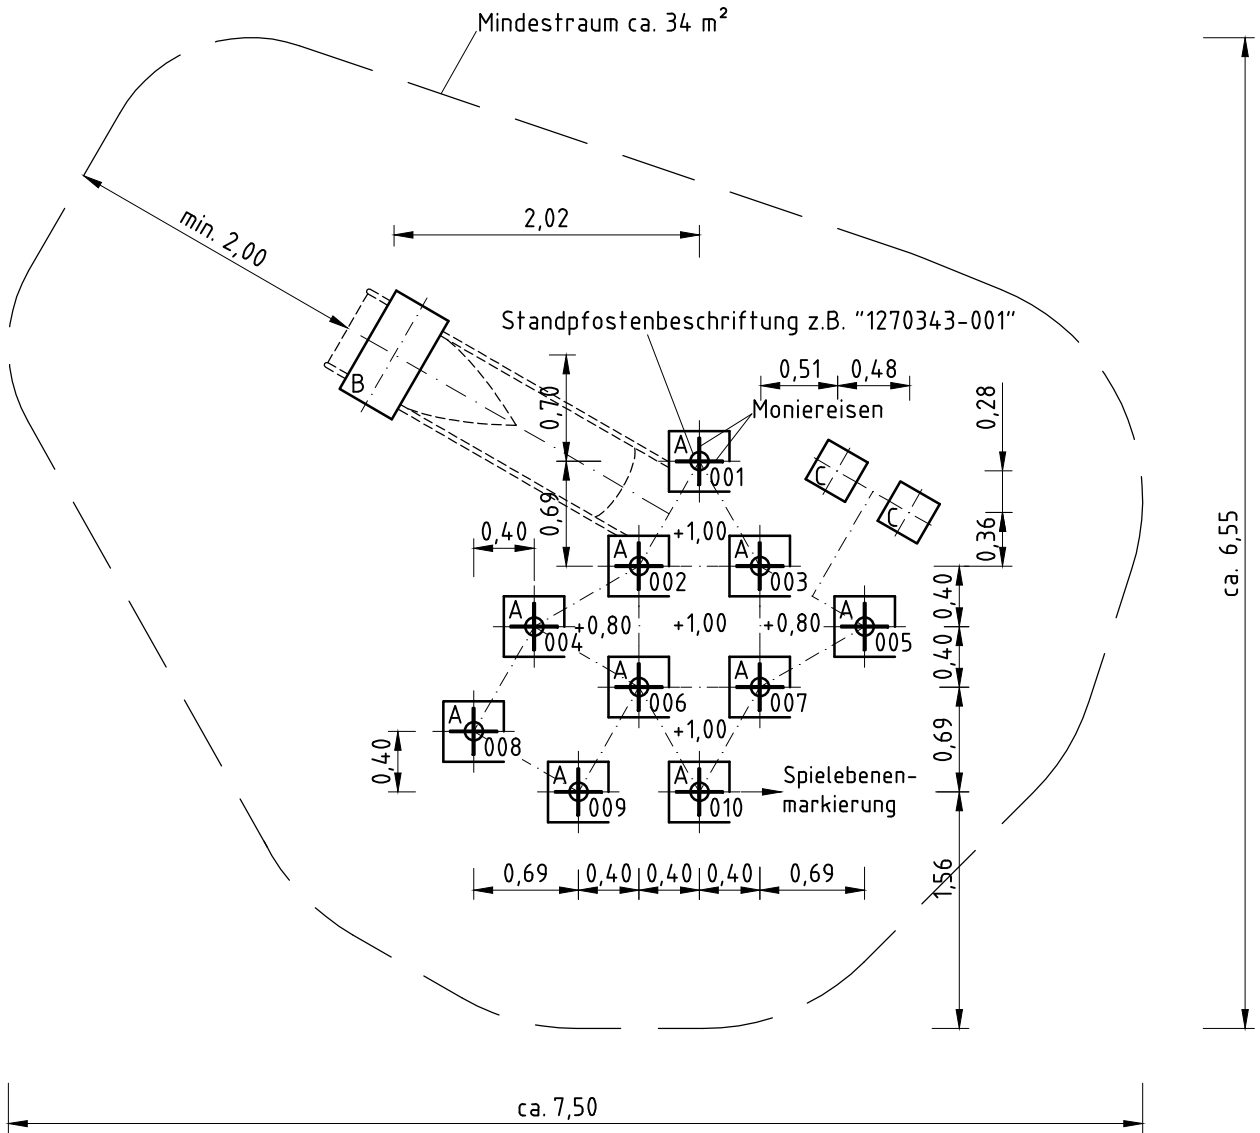 Mindestraum ca. 34 m²
min. 2,00
2,02
Standpfostenbeschriftung z.B. "1270343-001"
0,51
0,48
0,28
B
0,70
Moniereisen
A
001
C
C
0,69
+1,00
0,36
0,40
A
002
A
003
ca. 6,55
0,40
A
004
+0,80
+1,00
+0,80
A
005
0,40
A
006
A
007
A
008
+1,00
0,69
0,40
A
009
A
010
Spielebenen-
markierung
0,69
0,40
0,40
0,40
0,69
1,56
ca. 7,50